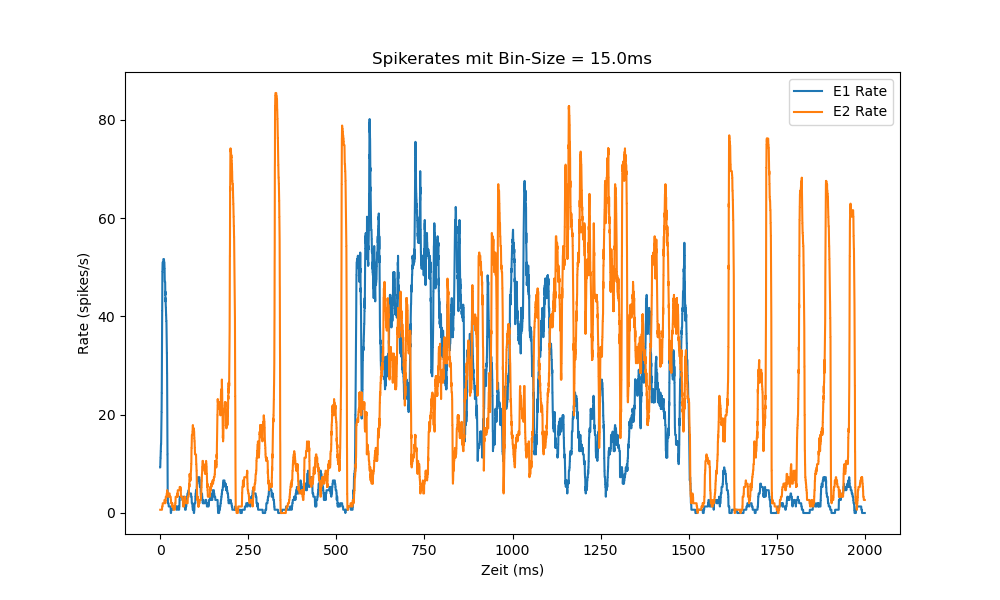 Spikerates mit Bin-Size = 15.0ms
E1 Rate
E2 Rate
Rate (spikes/s)
80
60
40
20
0
0 250 500 750 1000 1250 1500 1750 2000
Zeit (ms)